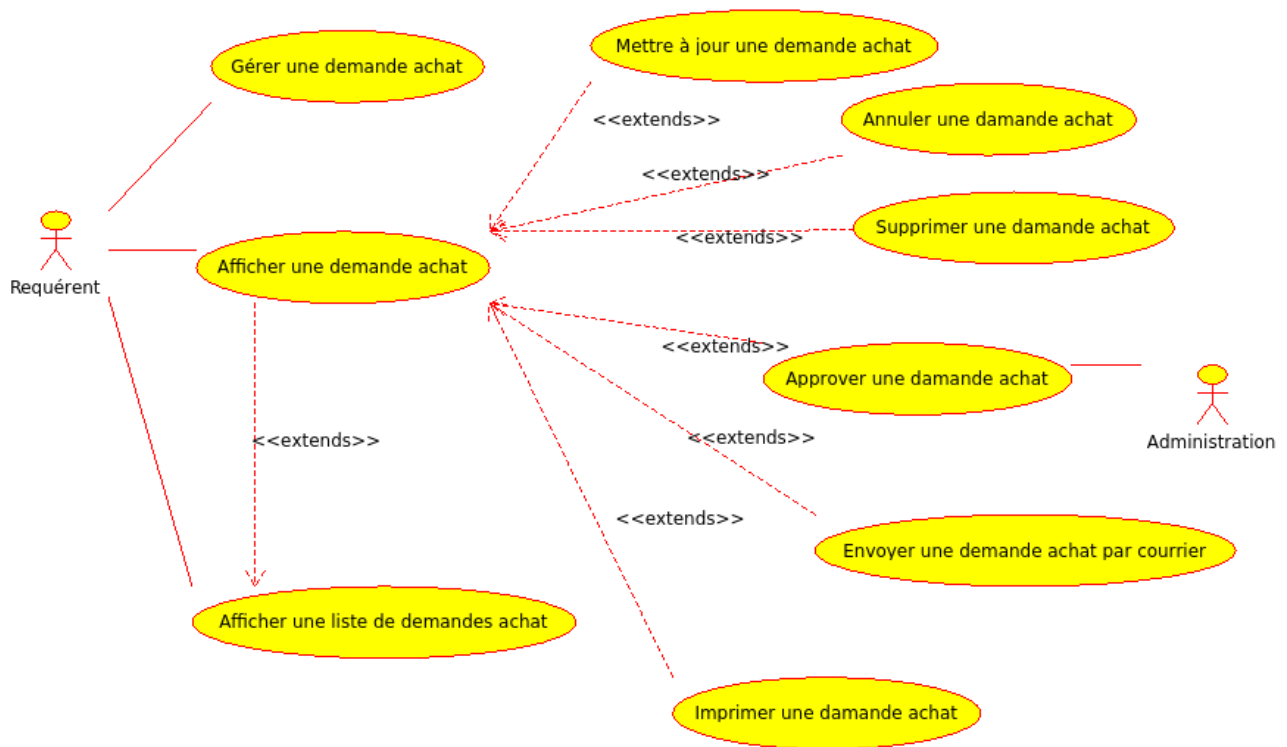 Mettre à jour une demande achat
Gérer une demande achat
<<extends>>
Annuler une damande achat
<<extends>>
Supprimer une damande achat
<<extends>>
Afficher une demande achat
Requérent
<<extends>>
Approver une damande achat
Administration
<<extends>>
<<extends>>
<<extends>>
Envoyer une demande achat par courrier
Afficher une liste de demandes achat
Imprimer une damande achat